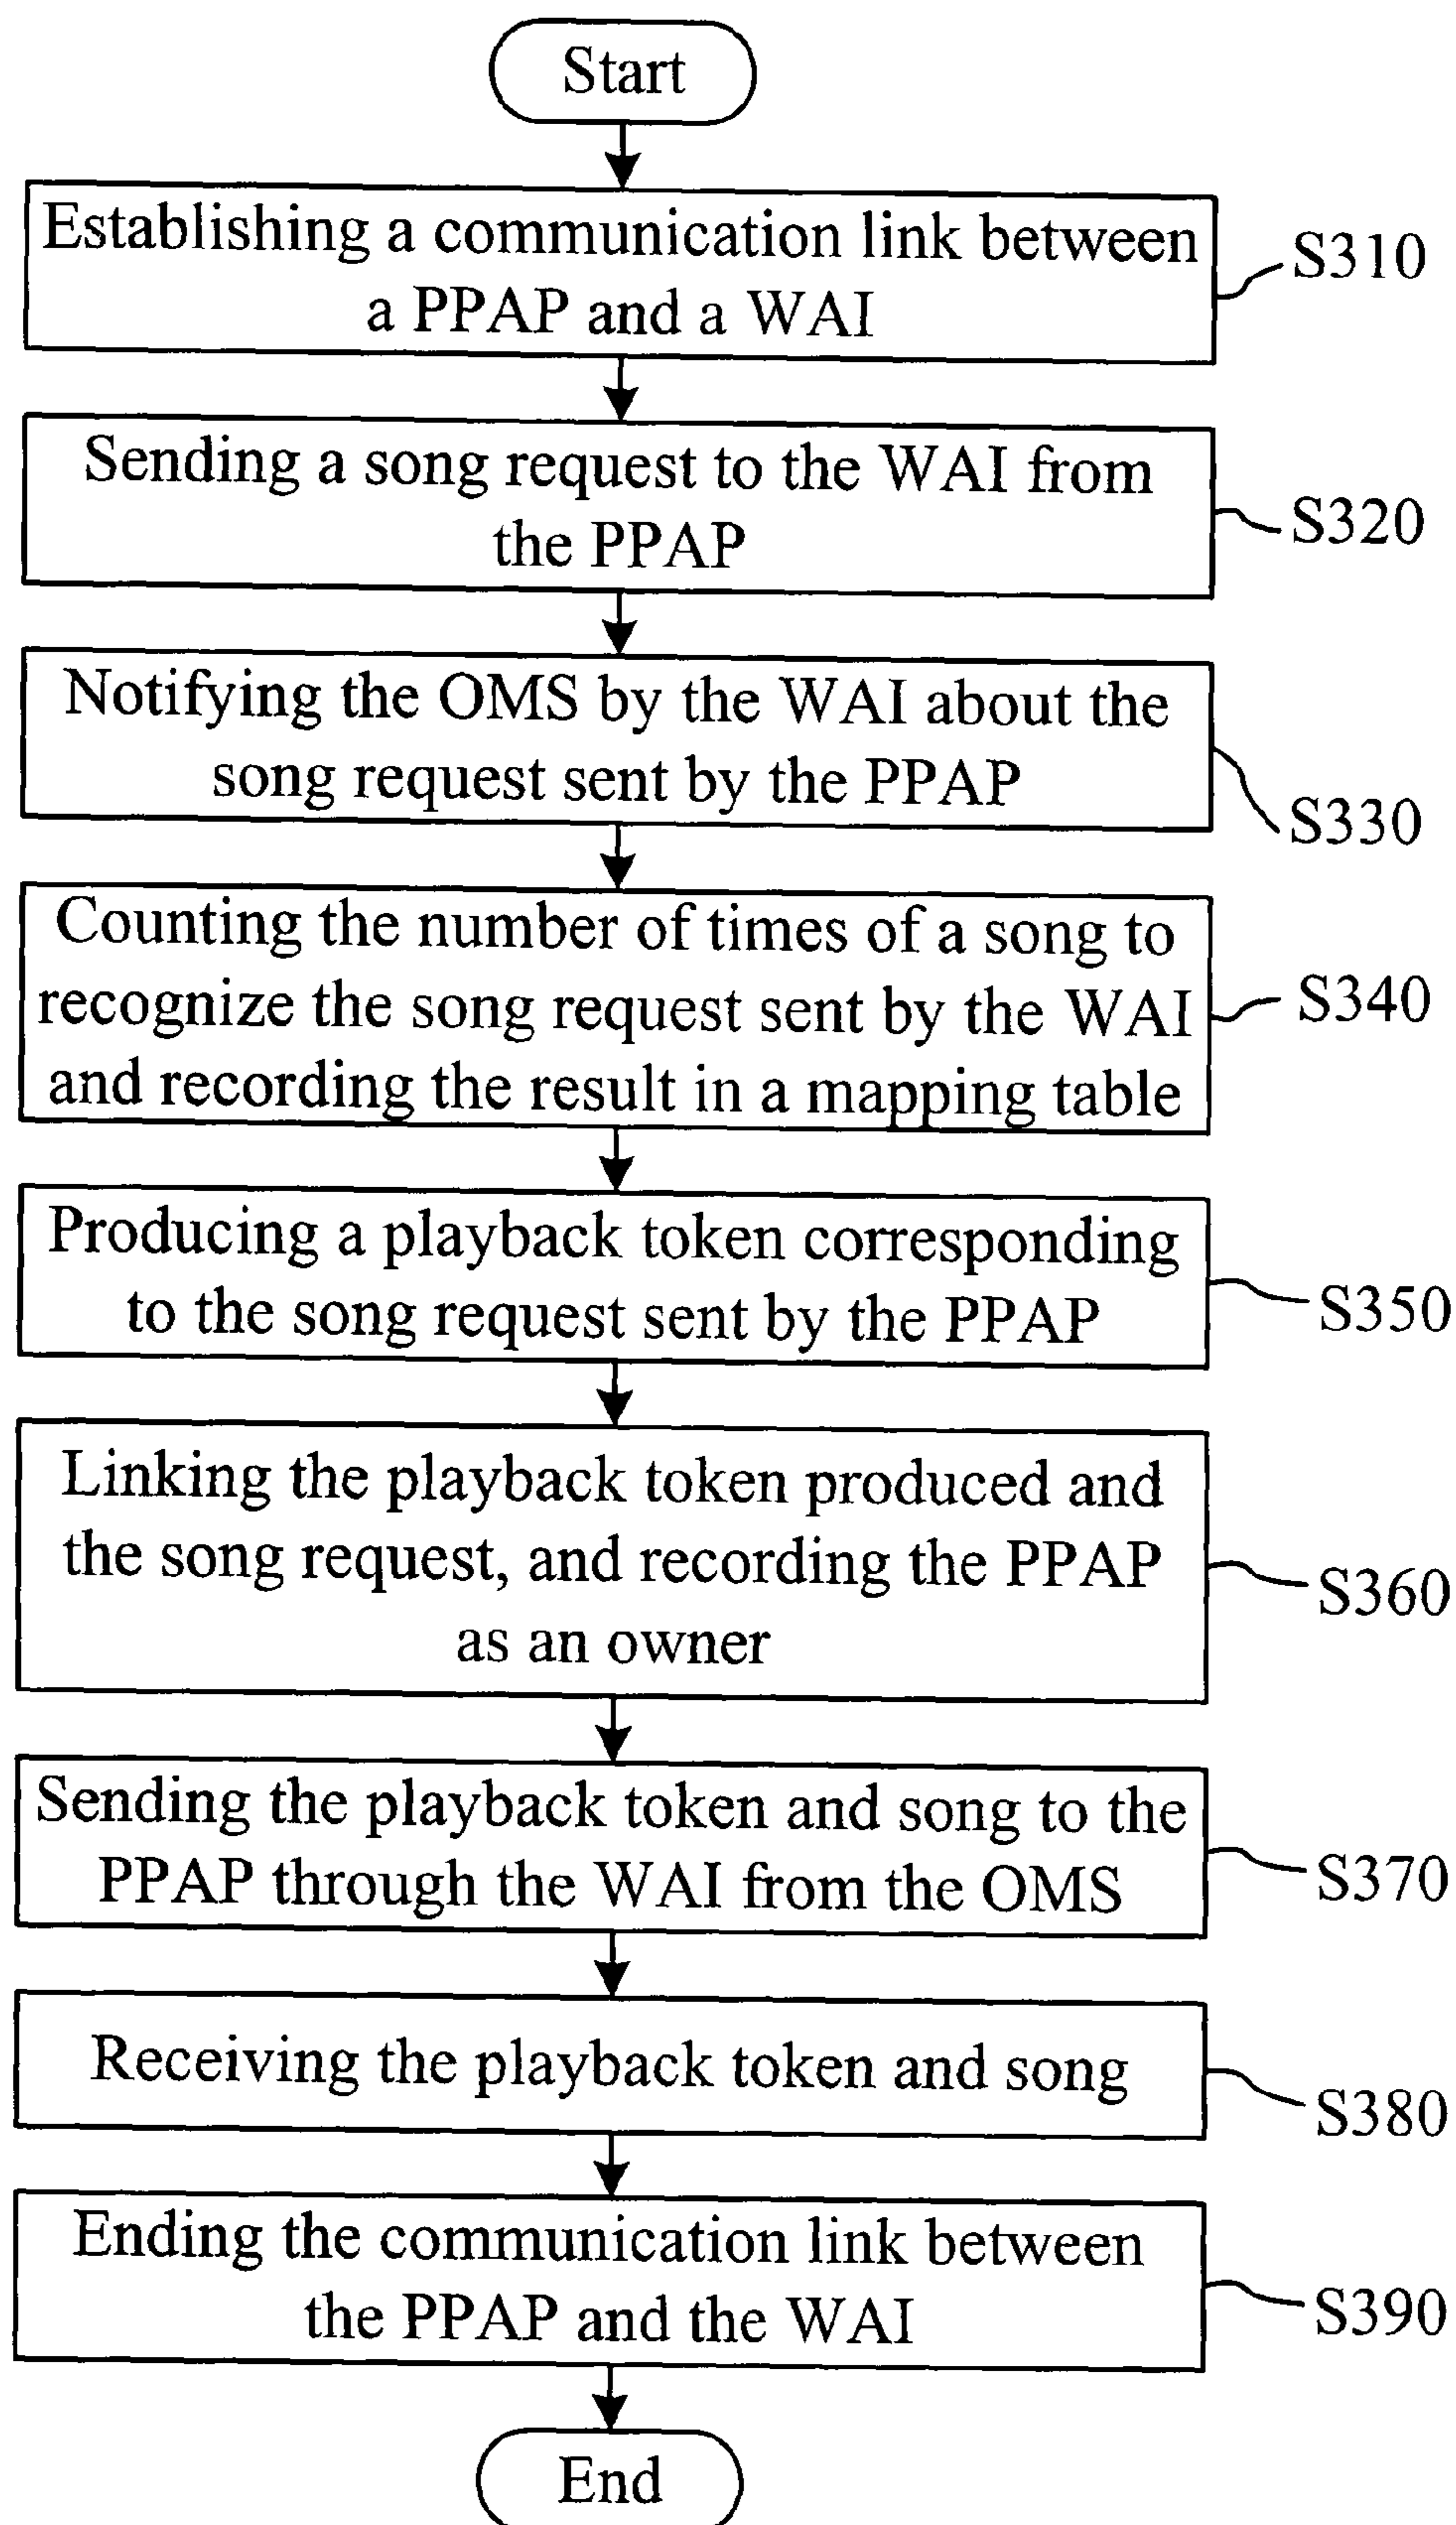 Start
Establishing a communication link between
a PPAP and a WAI
S310
Sending a song request to the WAI from
the PPAP
S320
Notifying the OMS by the WAI about the
song request sent by the PPAP
S330
Counting the number of times of a song to
recognize the song request sent by the WAI
and recording the result in a mapping table
S340
Producing a playback token corresponding
to the song request sent by the PPAP
S350
Linking the playback token produced and
the song request, and recording the PPAP
as an owner
S360
Sending the playback token and song to the
PPAP through the WAI from the OMS
S370
Receiving the playback token and song
S380
Ending the communication link between
the PPAP and the WAI
S390
End